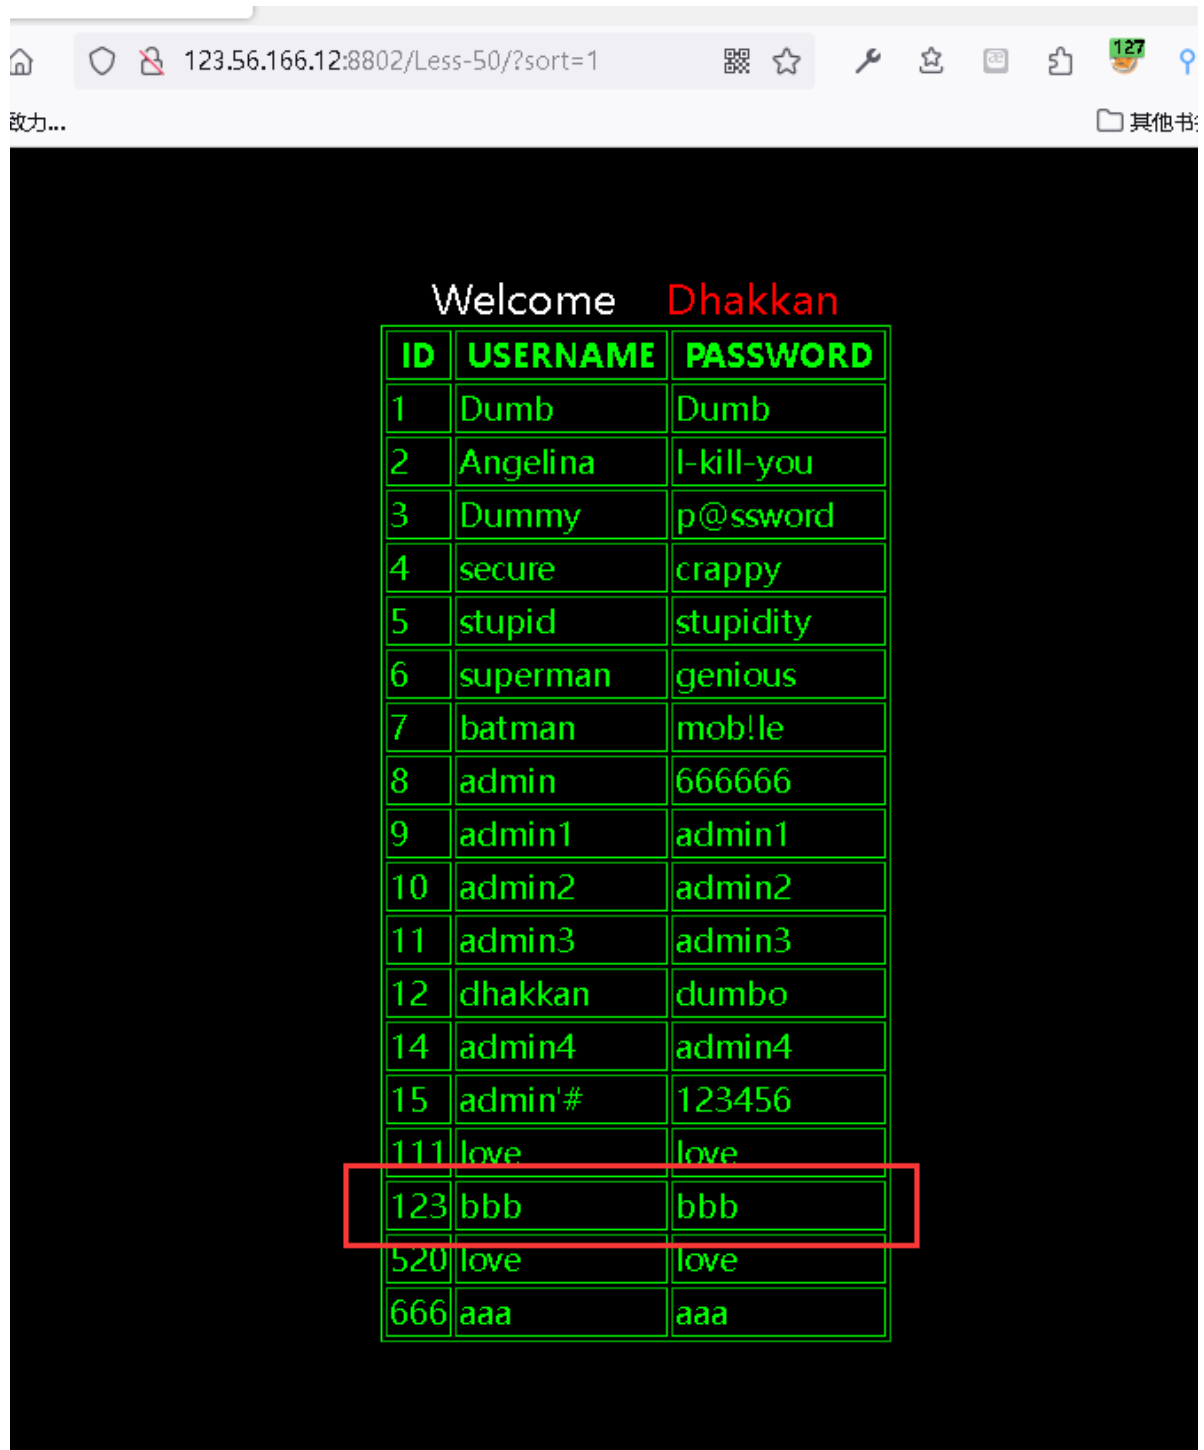 123.56.166.12:8802/Less-50/?sort=1
127
致力...
其他书
Welcome Dhakkan
ID USERNAME PASSWORD
1 Dumb Dumb
2 Angelina I-kill-you
3 Dummy p@ssword
4 secure crappy
5 stupid stupidity
6 superman genious
7 batman mob!le
8 admin 666666
9 admin1 admin1
10 admin2 admin2
11 admin3 admin3
12 dhakkan dumbo
14 admin4 admin4
15 admin'# 123456
111 love love
123 bbb bbb
520 love love
666 aaa aaa